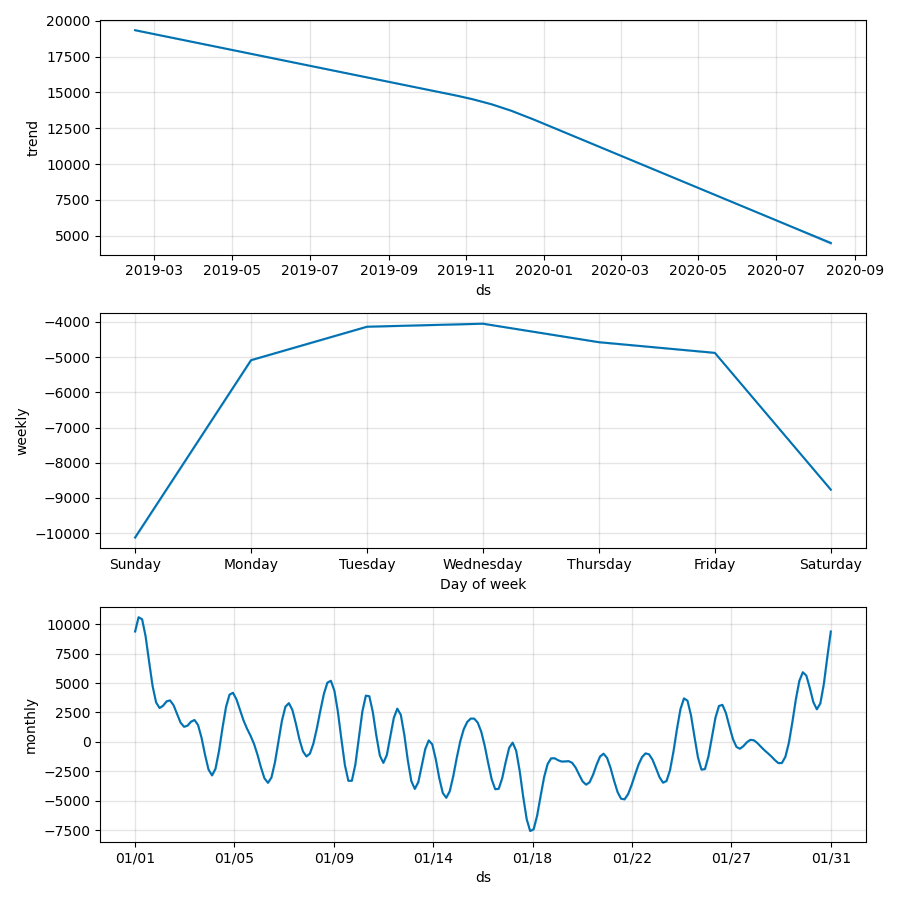 20000
17500
15000
12500
10000
7500
5000
trend
2019-03 2019-05 2019-07 2019-09 2019-11 2020-01 2020-03 2020-05 2020-07 2020-09
ds
−4000
−5000
−6000
−7000
−8000
−9000
−10000
weekly
Sunday Monday Tuesday Wednesday Thursday Friday Saturday
Day of week
10000
7500
5000
2500
0
−2500
−5000
−7500
monthly
01/01 01/05 01/09 01/14 01/18 01/22 01/27 01/31
ds